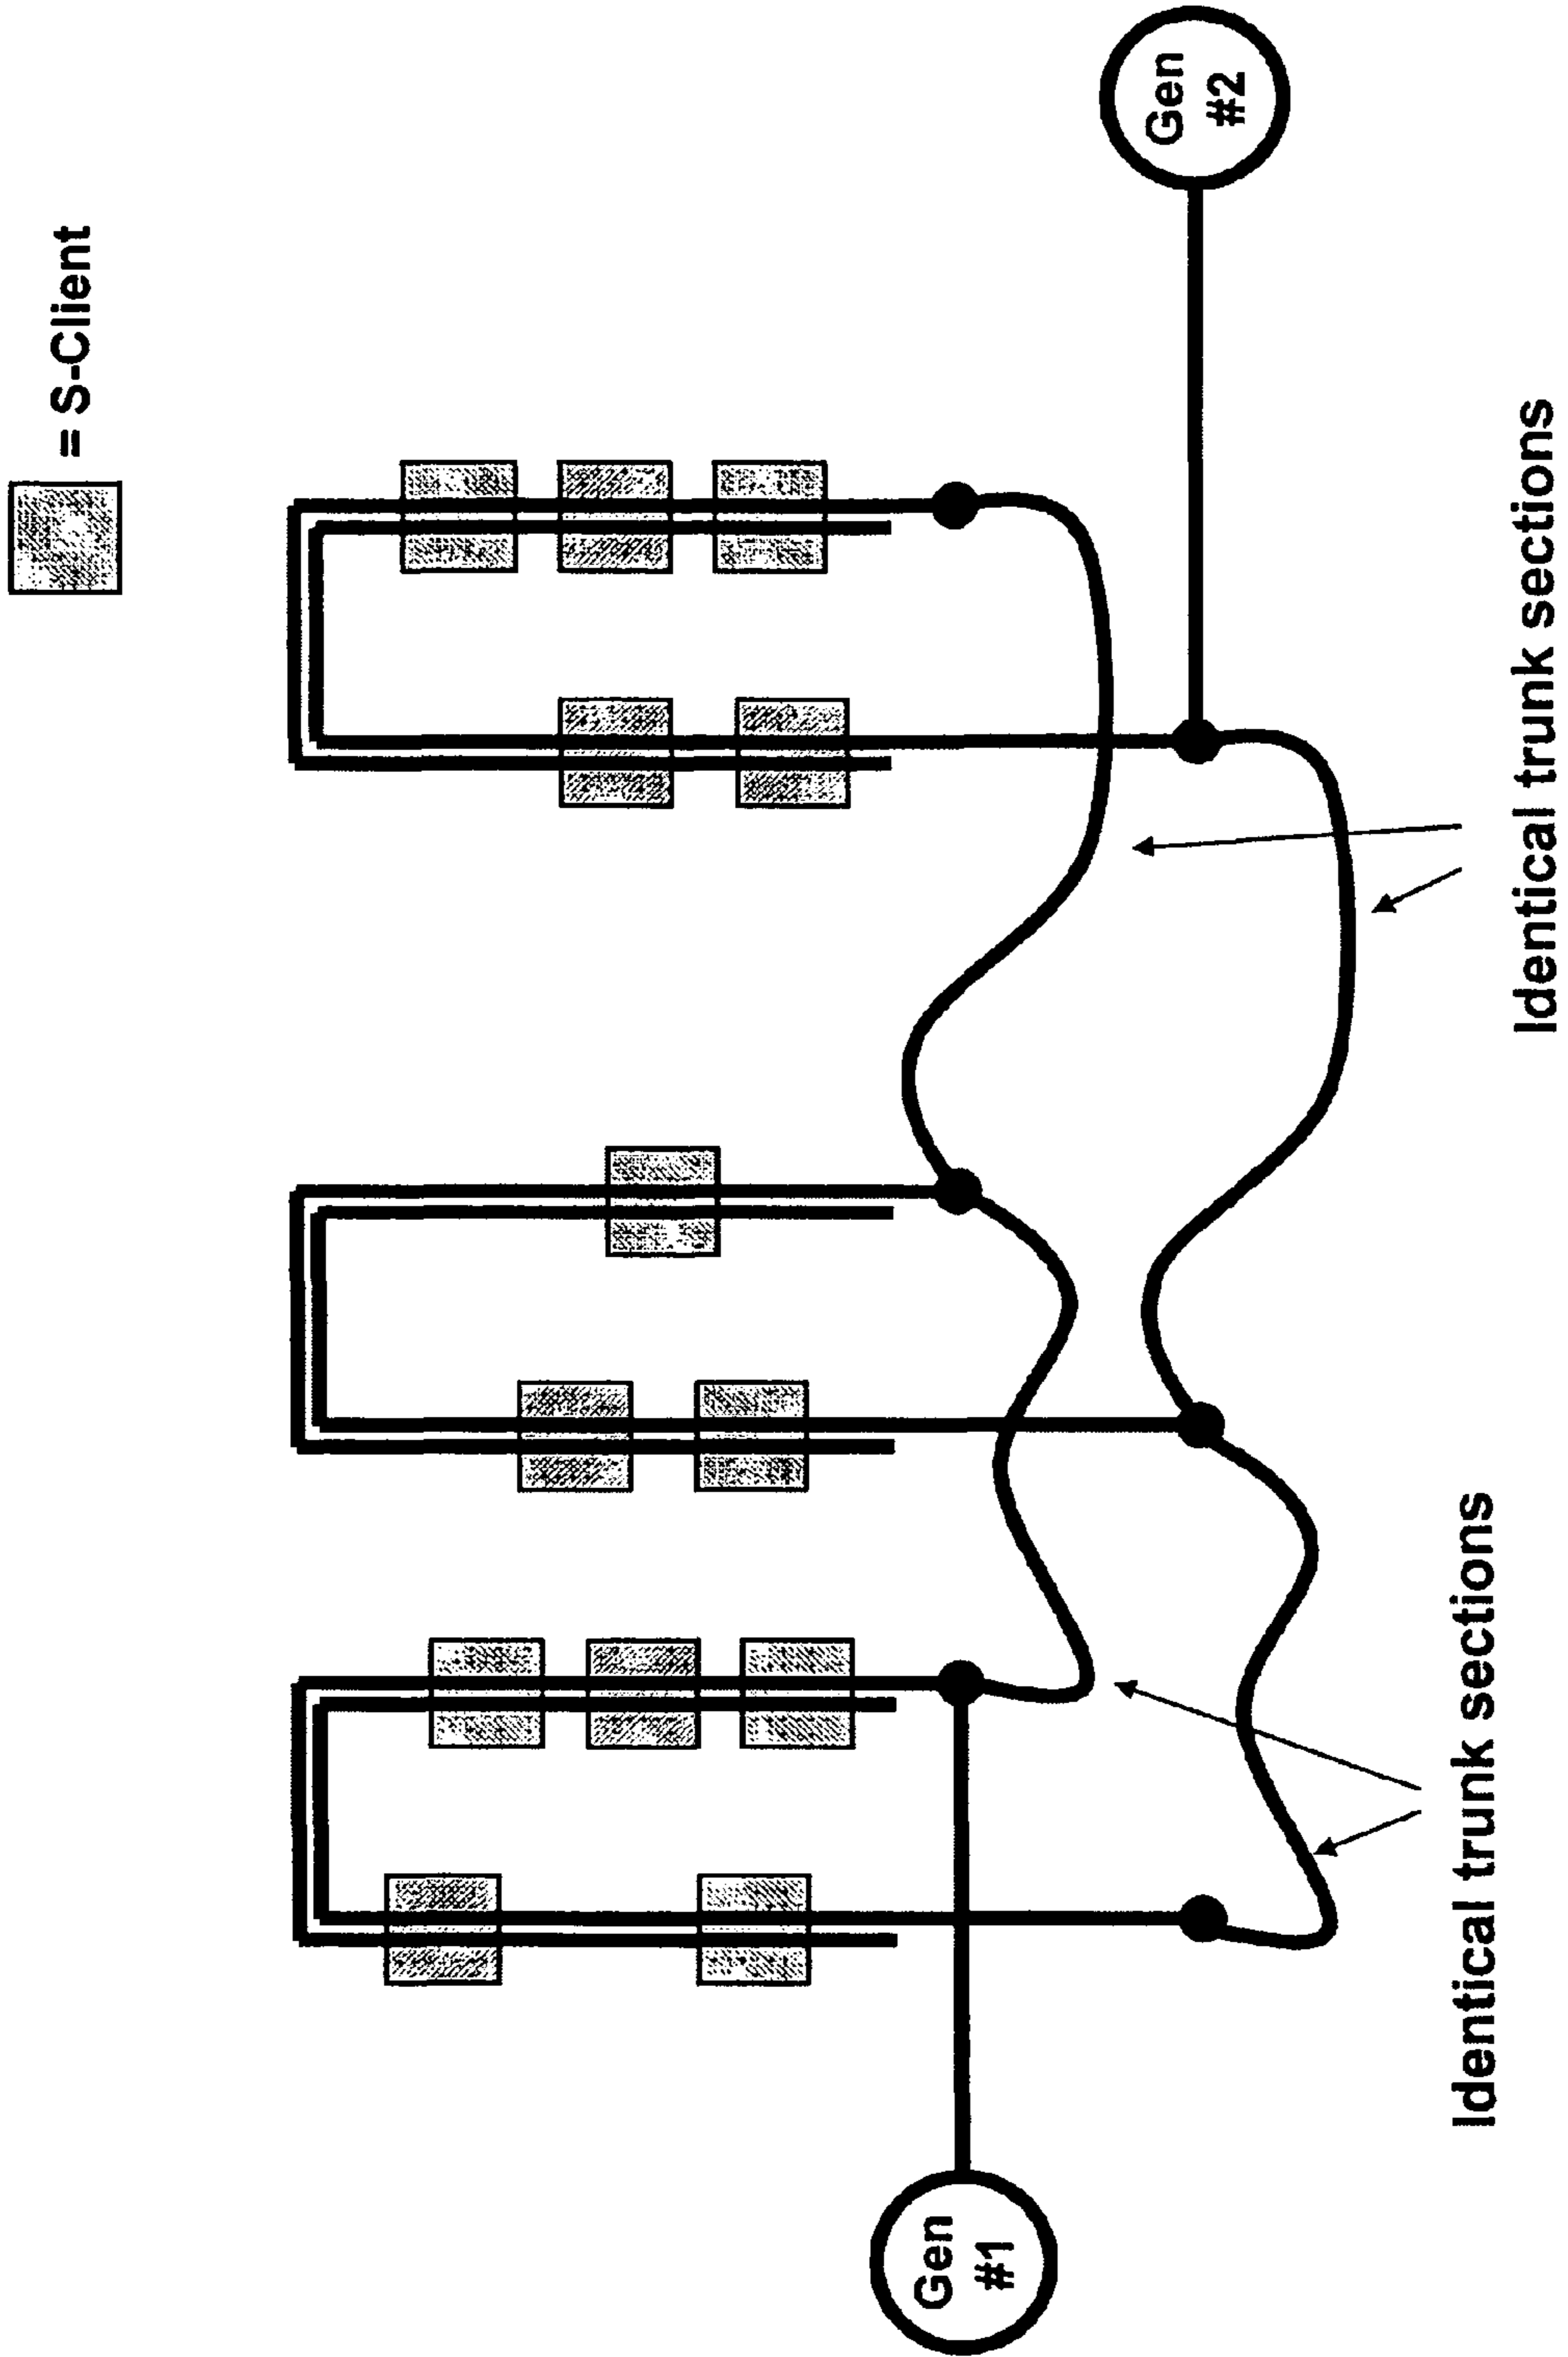 = S-Client
Gen
#1
Gen
#2
Identical trunk sections
Identical trunk sections